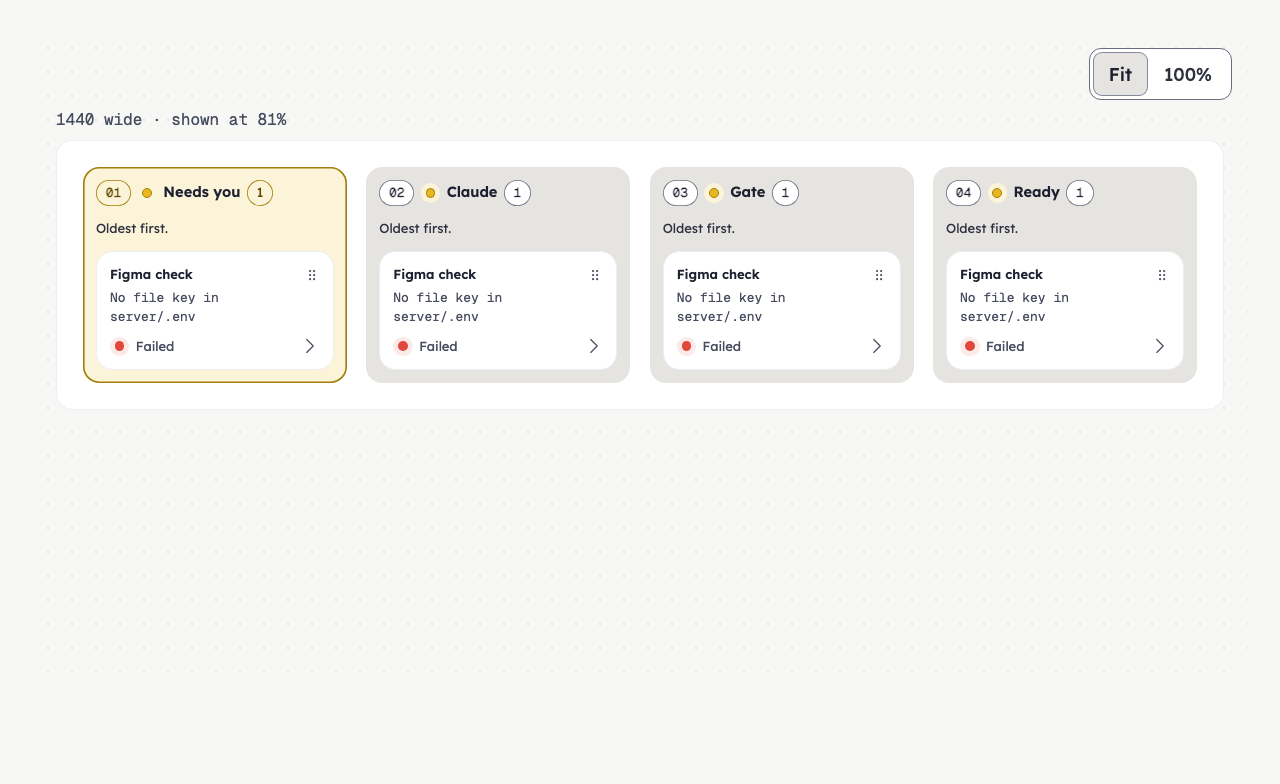 Fit 100%
1440 wide · shown at 81%
01 Needs you 1
Oldest first.
Figma check
No file key in
server/.env
Failed
02 Claude 1
Oldest first.
Figma check
No file key in
server/.env
Failed
03 Gate 1
Oldest first.
Figma check
No file key in
server/.env
Failed
04 Ready 1
Oldest first.
Figma check
No file key in
server/.env
Failed